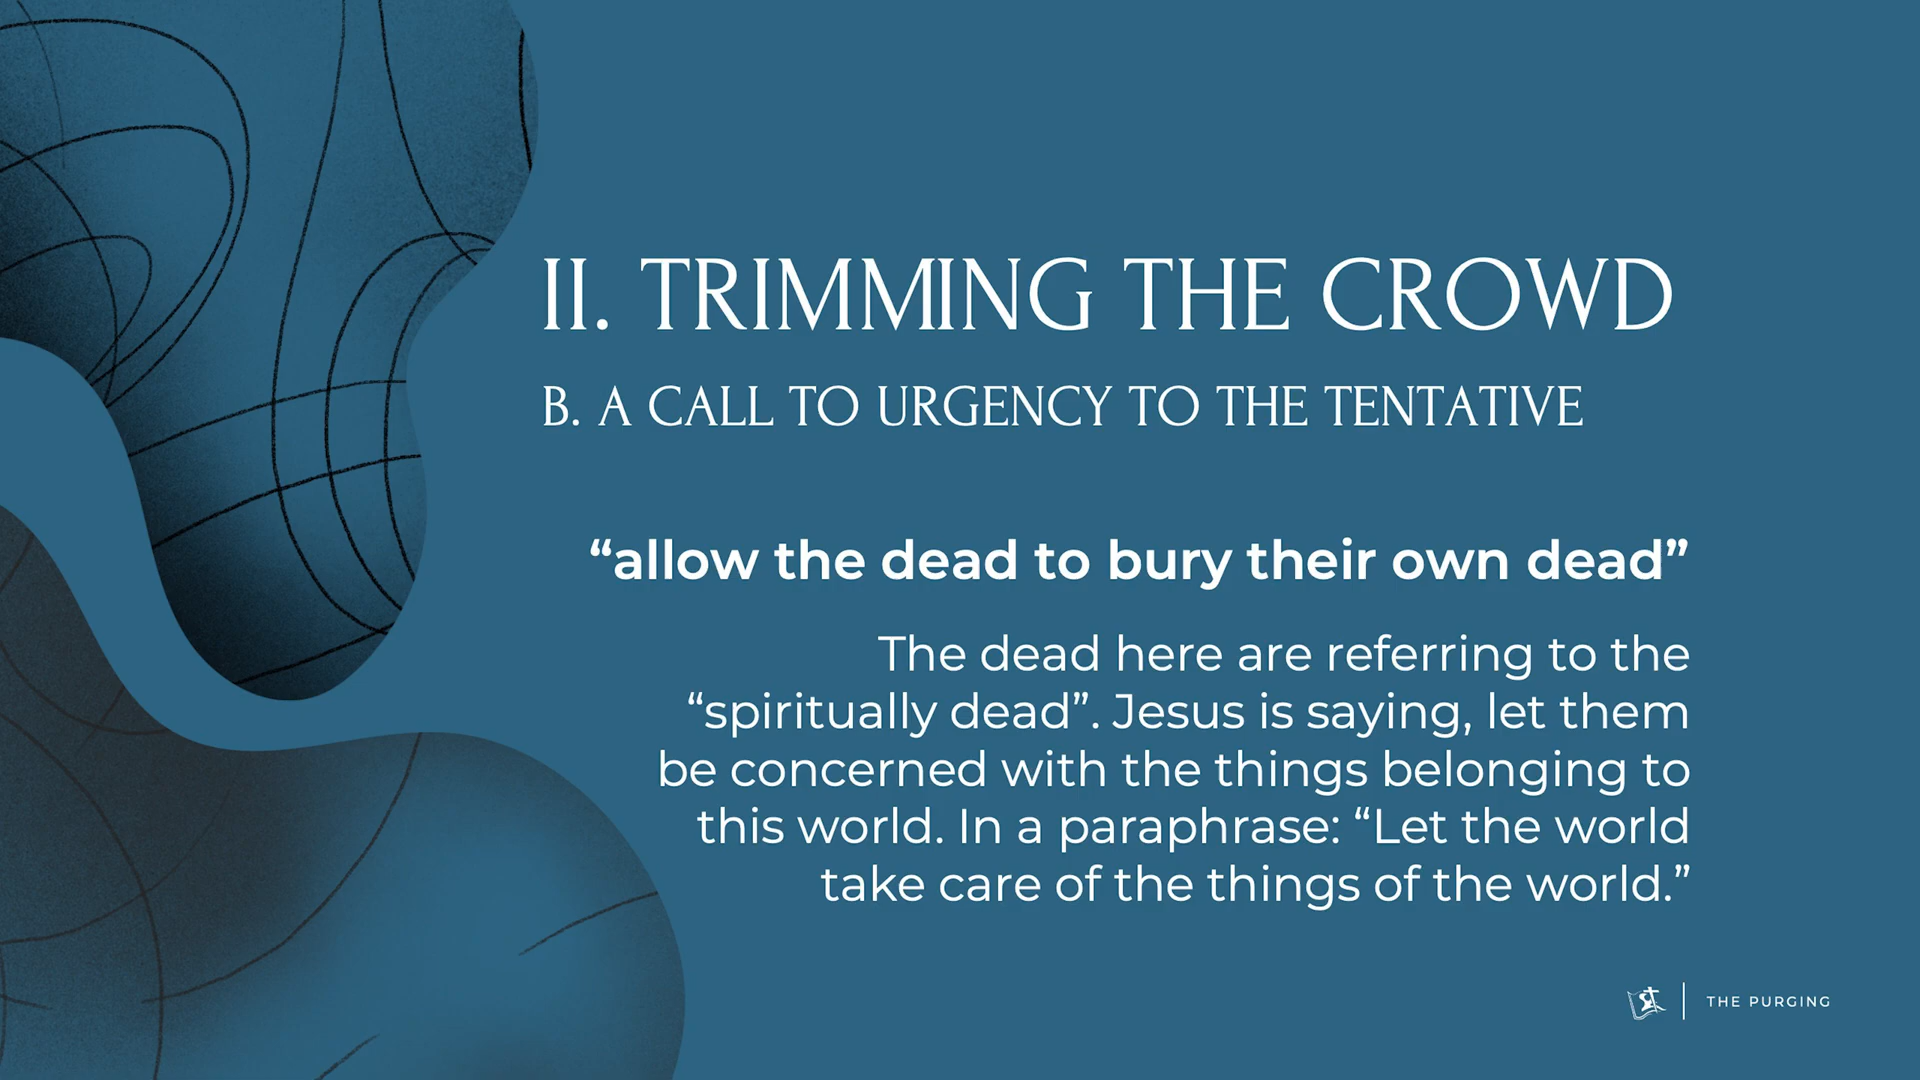 II. TRIMMING THE CROWD
B. A CALL TO URGENCY TO THE TENTATIVE
“allow the dead to bury their own dead”
The dead here are referring to the
“spiritually dead”. Jesus is saying, let them
be concerned with the things belonging to
this world. In a paraphrase: “Let the world
take care of the things of the world.”
THE PURGING